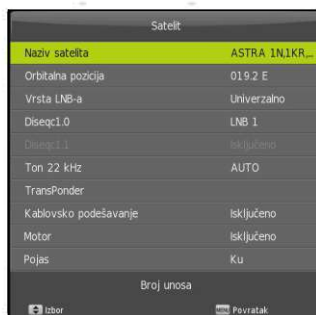 Satelit
Naziv satelita ASTRA 1N,1KR,...
Orbitalna pozicija 019.2 E
Vrsta LNB-a Univerzalno
Diseqc1.0 LNB 1
Diseqc1.1 Isključeno
Ton 22 kHz AUTO
TransPonder
Kablovsko podešavanje Isključeno
Motor Isključeno
Pojas Ku
Broj unosa
Izbor MENU Povratak